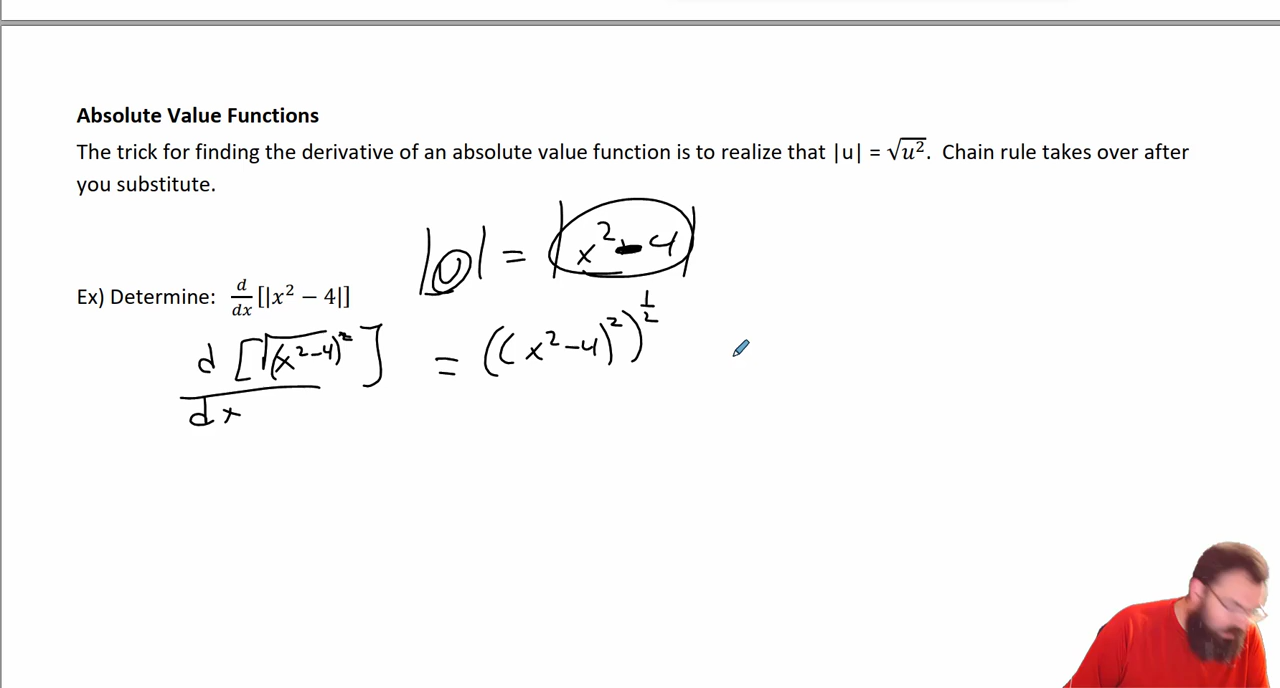 Absolute Value Functions
The trick for finding the derivative of an absolute value function is to realize that |u| = √u². Chain rule takes over after
you substitute.
|u| = |x² - 4|
Ex) Determine: d/dx [|x² − 4|]
d/dx [√(x²-4)²] = ((x²-4)²)^(1/2)